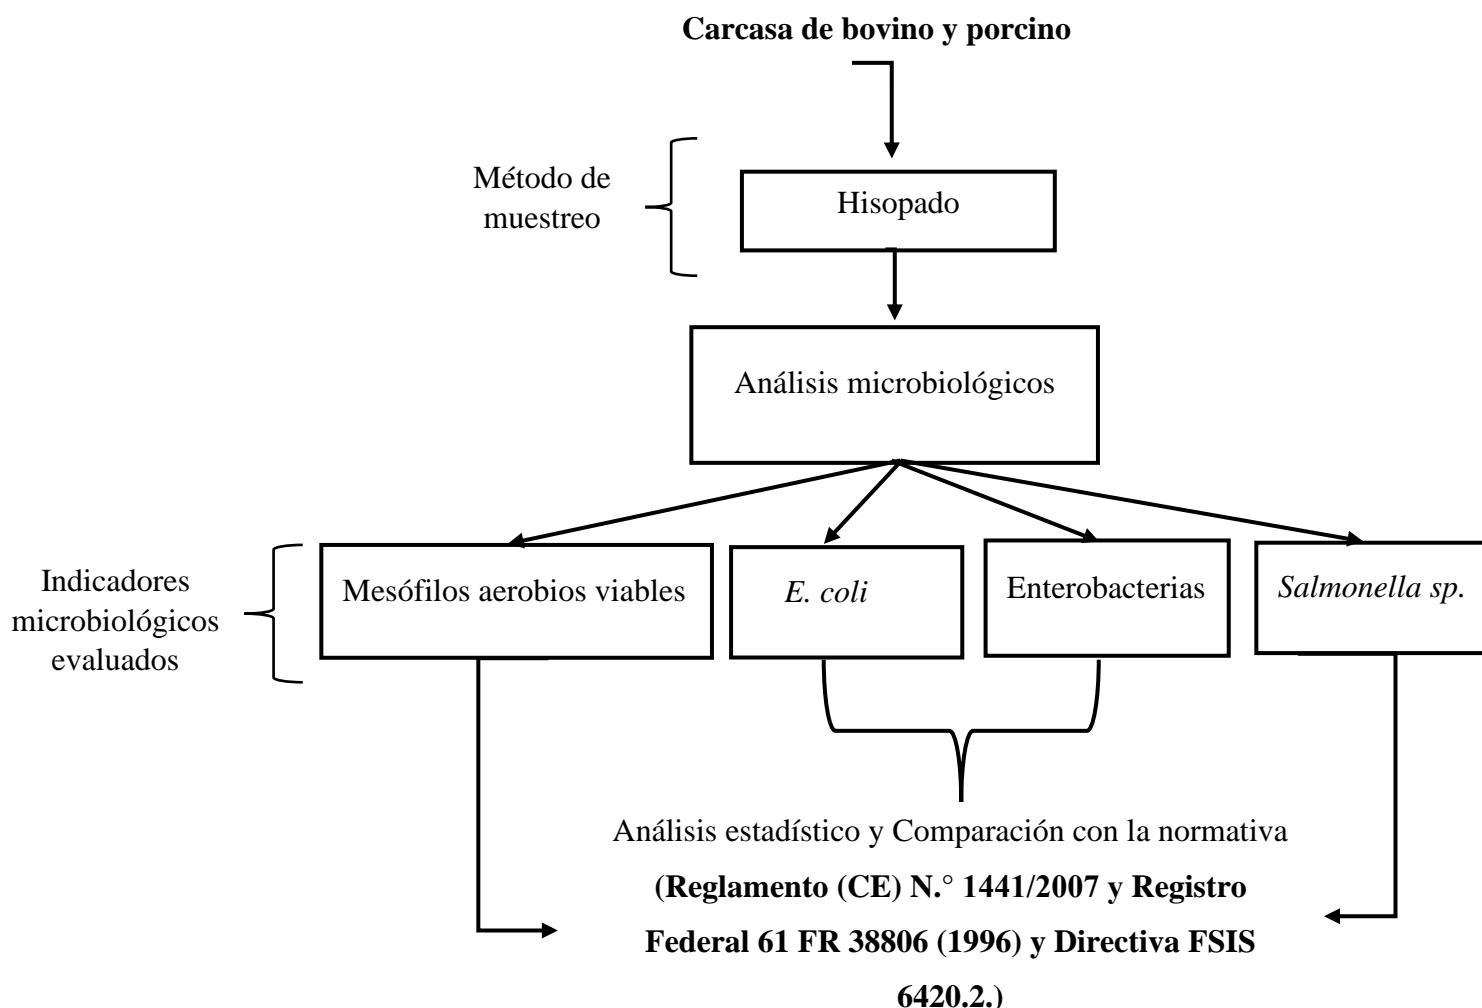 Carcasa de bovino y porcino
Método de
muestreo
Hisopado
Análisis microbiológicos
Indicadores
microbiológicos
evaluados
Mesófilos aerobios viables
E. coli
Enterobacterias
Salmonella sp.
Análisis estadístico y Comparación con la normativa
(Reglamento (CE) N.° 1441/2007 y Registro
Federal 61 FR 38806 (1996) y Directiva FSIS
6420.2.)